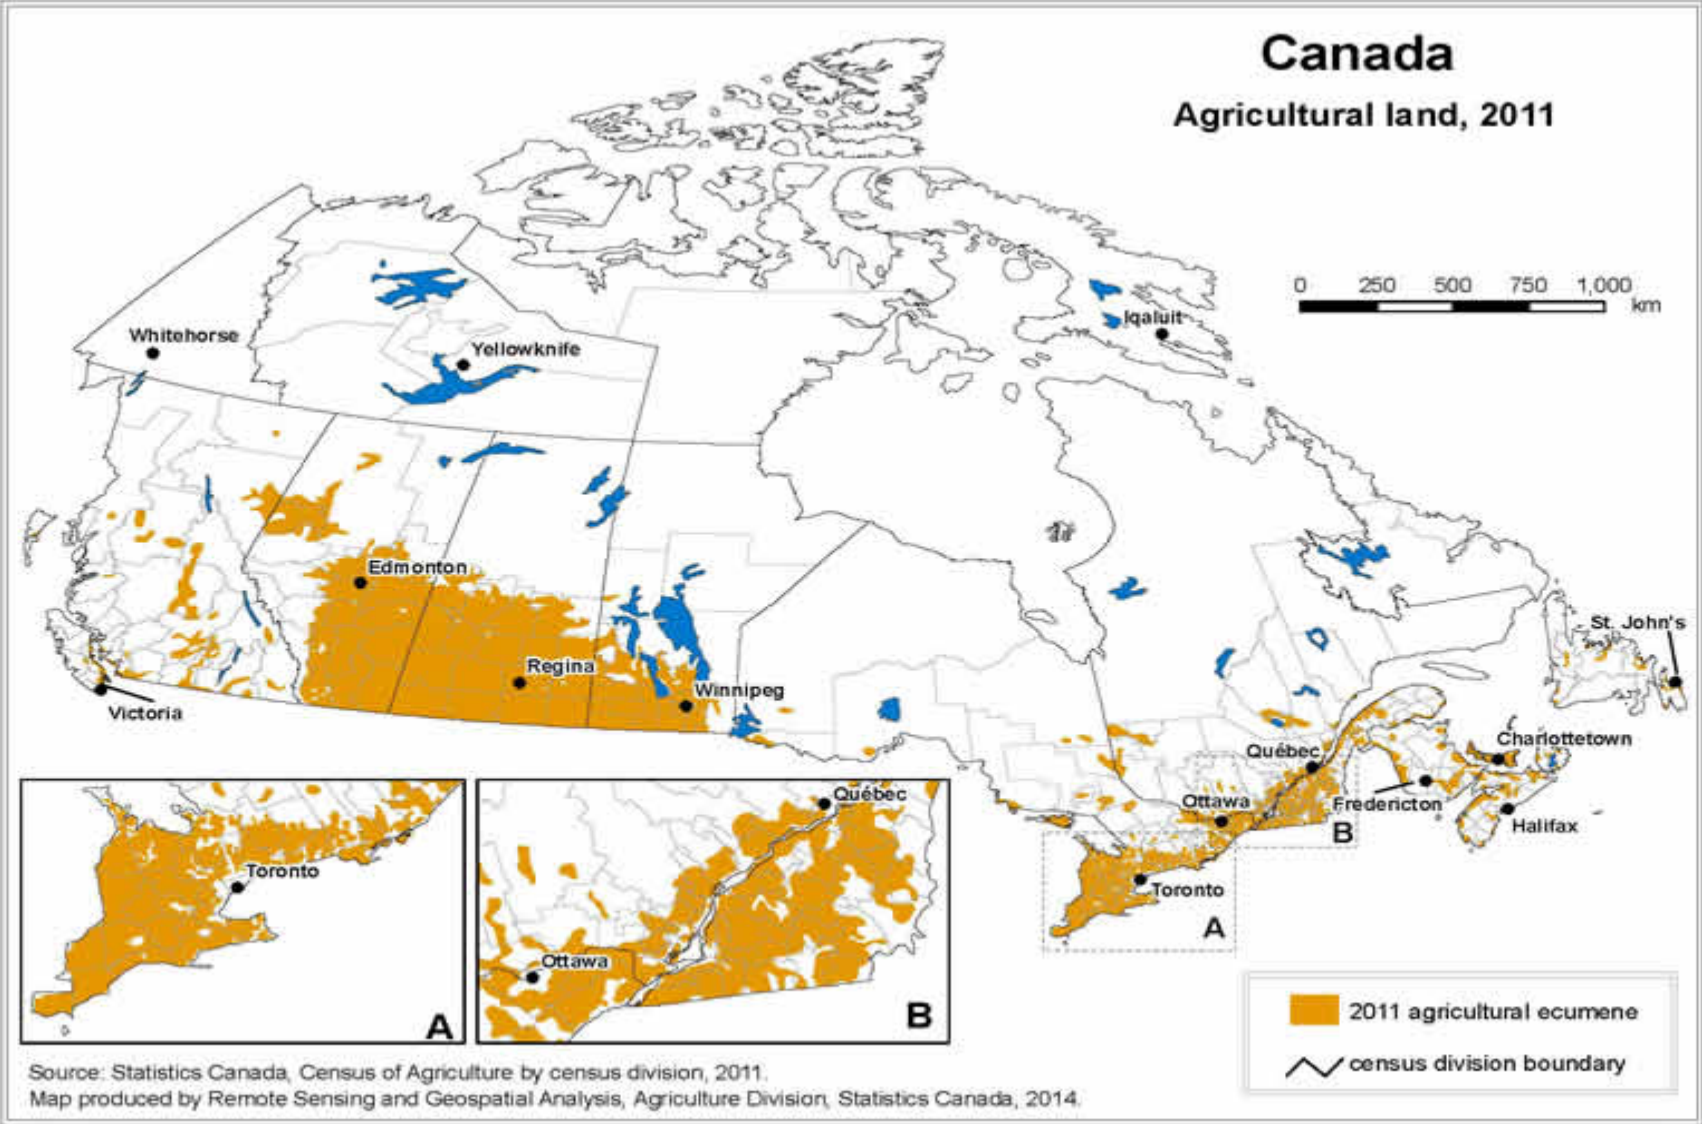 Canada
Agricultural land, 2011
0 250 500 750 1,000
km
Iqaluit
Whitehorse
Yellowknife
Edmonton
St. John's
Regina
Winnipeg
Victoria
Charlottetown
Québec
Ottawa
Fredericton
Halifax
B
Toronto
A
Toronto
A
Québec
Ottawa
B
2011 agricultural ecumene
census division boundary
Source: Statistics Canada, Census of Agriculture by census division, 2011.
Map produced by Remote Sensing and Geospatial Analysis, Agriculture Division, Statistics Canada, 2014.